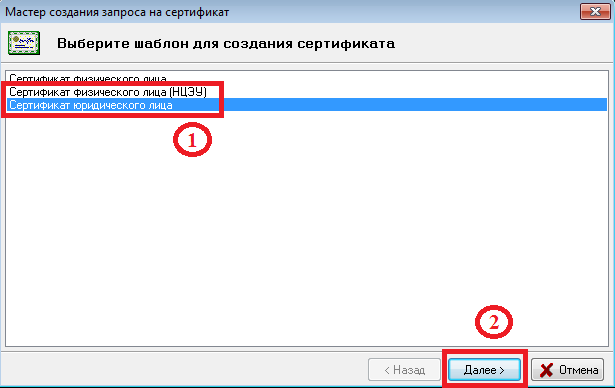 Мастер создания запроса на сертификат
Выберите шаблон для создания сертификата
Сертификат физического лица
Сертификат физического лица (НЦЭУ)
Сертификат юридического лица
1
2
< Назад
Далее >
Отмена